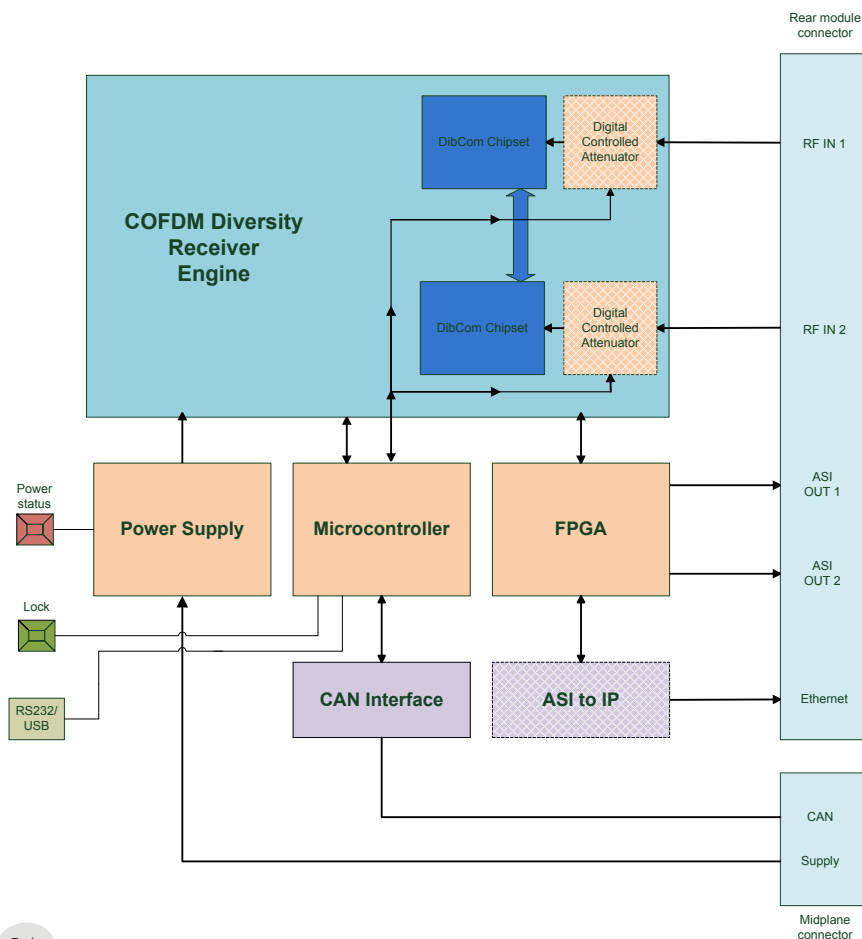 Rear module
connector
DibCom Chipset
Digital
Controlled
Attenuator
RF IN 1
COFDM Diversity
Receiver
Engine
DibCom Chipset
Digital
Controlled
Attenuator
RF IN 2
Power
status
Power Supply
Microcontroller
FPGA
ASI
OUT 1
ASI
OUT 2
Lock
RS232/
USB
CAN Interface
ASI to IP
Ethernet
CAN
Supply
Midplane
connector